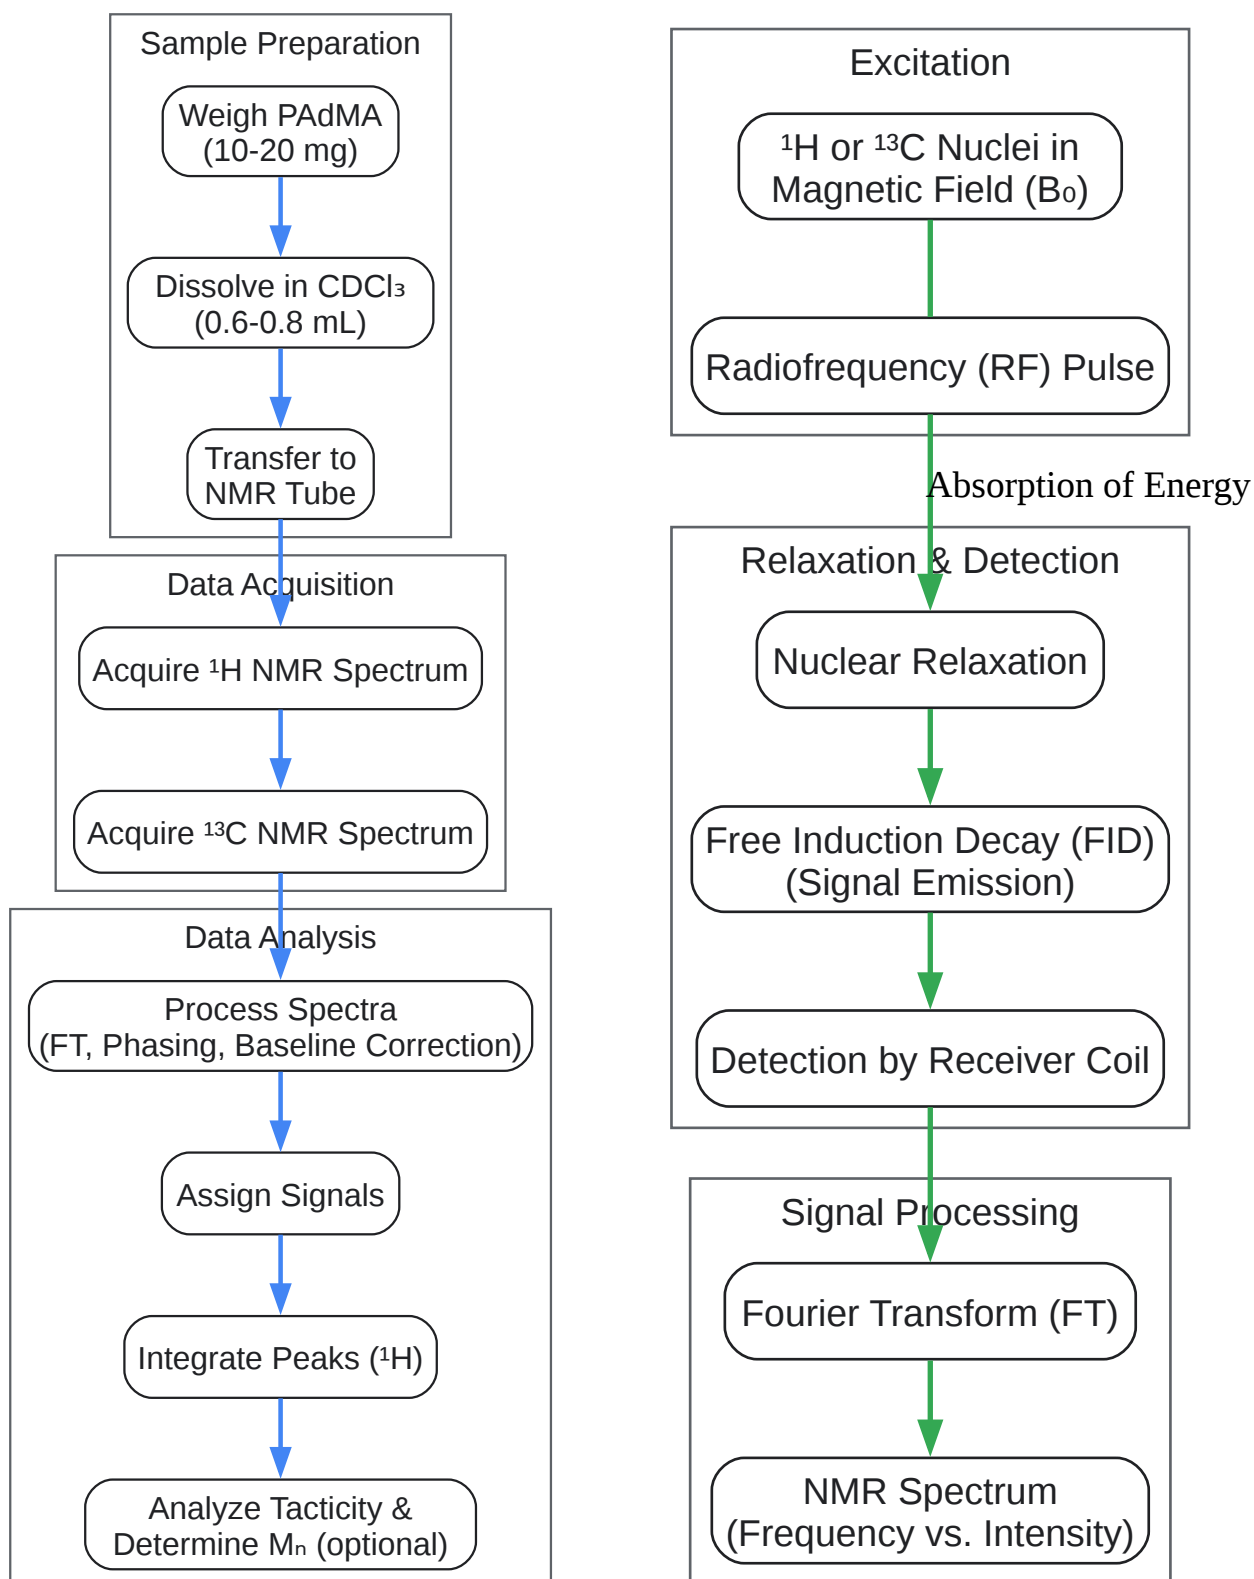 Sample Preparation
Weigh PAdMA
(10-20 mg)
Dissolve in CDCl₃
(0.6-0.8 mL)
Transfer to
NMR Tube
Data Acquisition
Acquire ¹H NMR Spectrum
Acquire ¹³C NMR Spectrum
Data Analysis
Process Spectra
(FT, Phasing, Baseline Correction)
Assign Signals
Integrate Peaks (¹H)
Analyze Tacticity &
Determine Mₙ (optional)
Excitation
¹H or ¹³C Nuclei in
Magnetic Field (B₀)
Radiofrequency (RF) Pulse
Absorption of Energy
Relaxation & Detection
Nuclear Relaxation
Free Induction Decay (FID)
(Signal Emission)
Detection by Receiver Coil
Signal Processing
Fourier Transform (FT)
NMR Spectrum
(Frequency vs. Intensity)